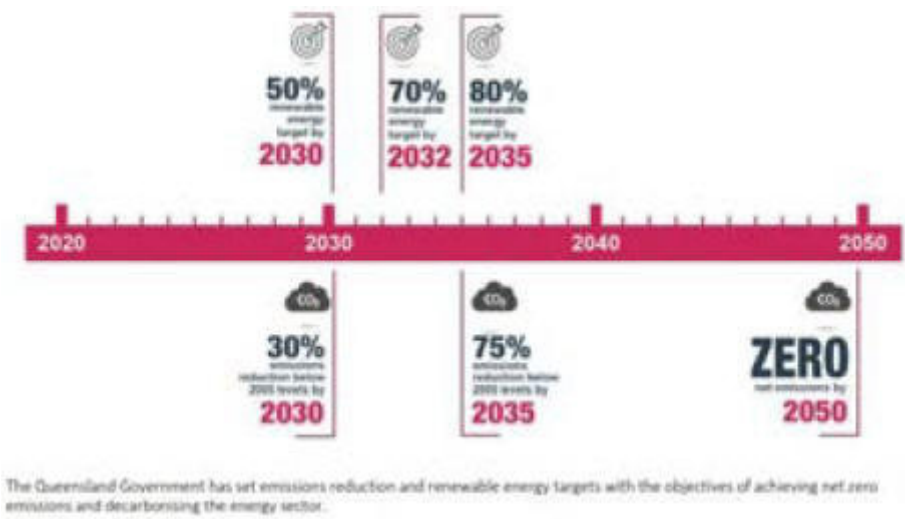 50%
renewable
energy
target by
2030
70%
renewable
energy
target by
2032
80%
renewable
energy
target by
2035
2020 2030 2040 2050
CO₂
30%
emissions
reduction below
2005 levels by
2030
CO₂
75%
emissions
reduction below
2005 levels by
2035
CO₂
ZERO
net emissions by
2050
The Queensland Government has set emissions reduction and renewable energy targets with the objectives of achieving net zero
emissions and decarbonising the energy sector.